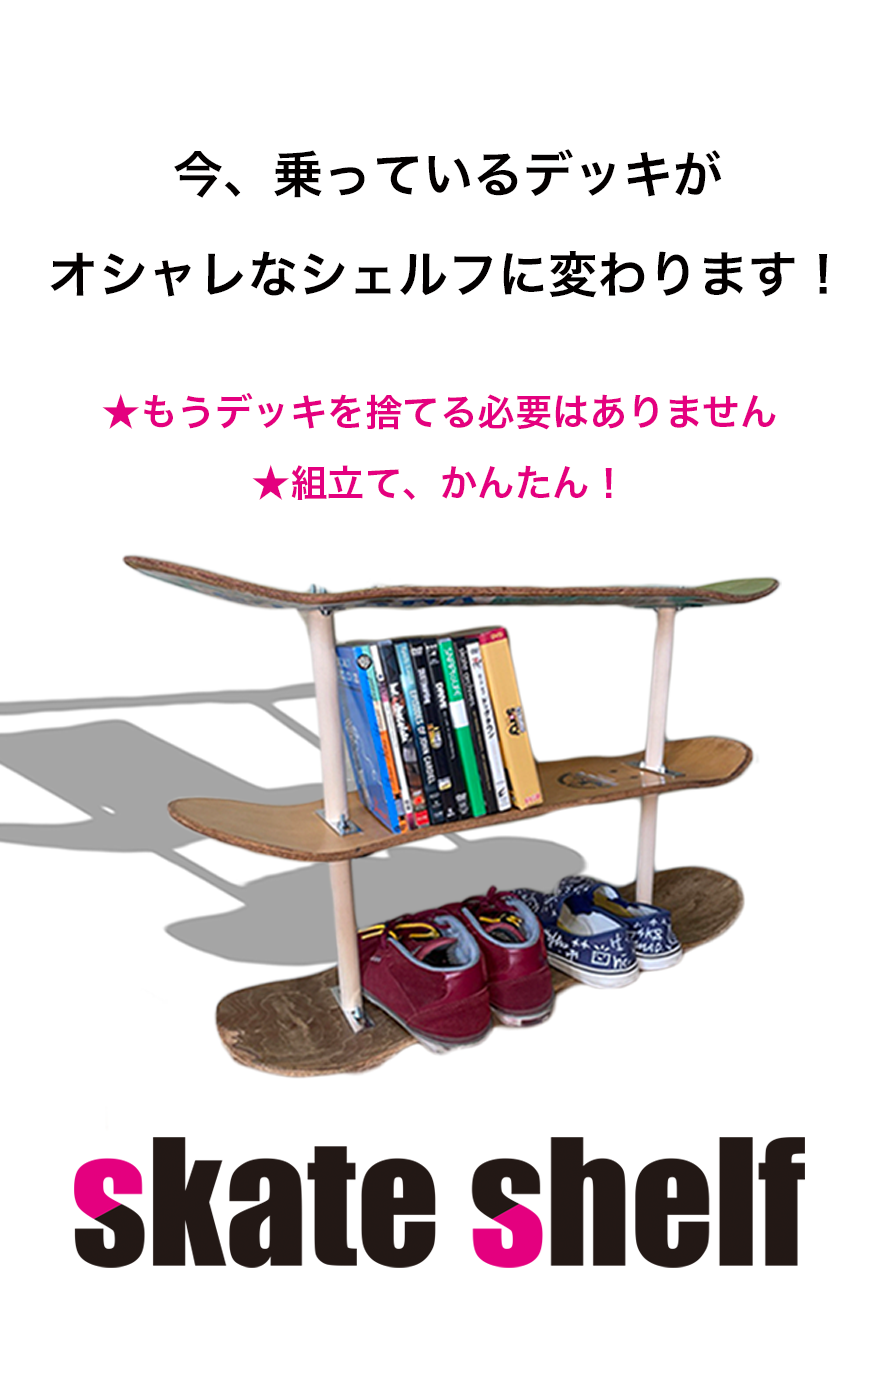 今、乗っているデッキが
オシャレなシェルフに変わります！
★もうデッキを捨てる必要はありません
★組立て、かんたん！
skate shelf